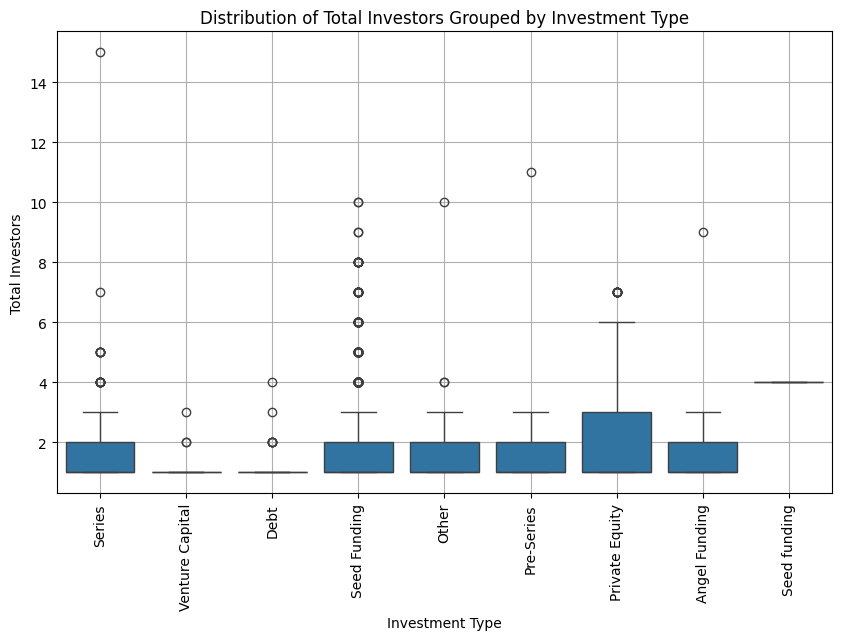 Distribution of Total Investors Grouped by Investment Type
Total Investors
14
12
10
8
6
4
2
Series
Venture Capital
Debt
Seed Funding
Other
Pre-Series
Private Equity
Angel Funding
Seed funding
Investment Type